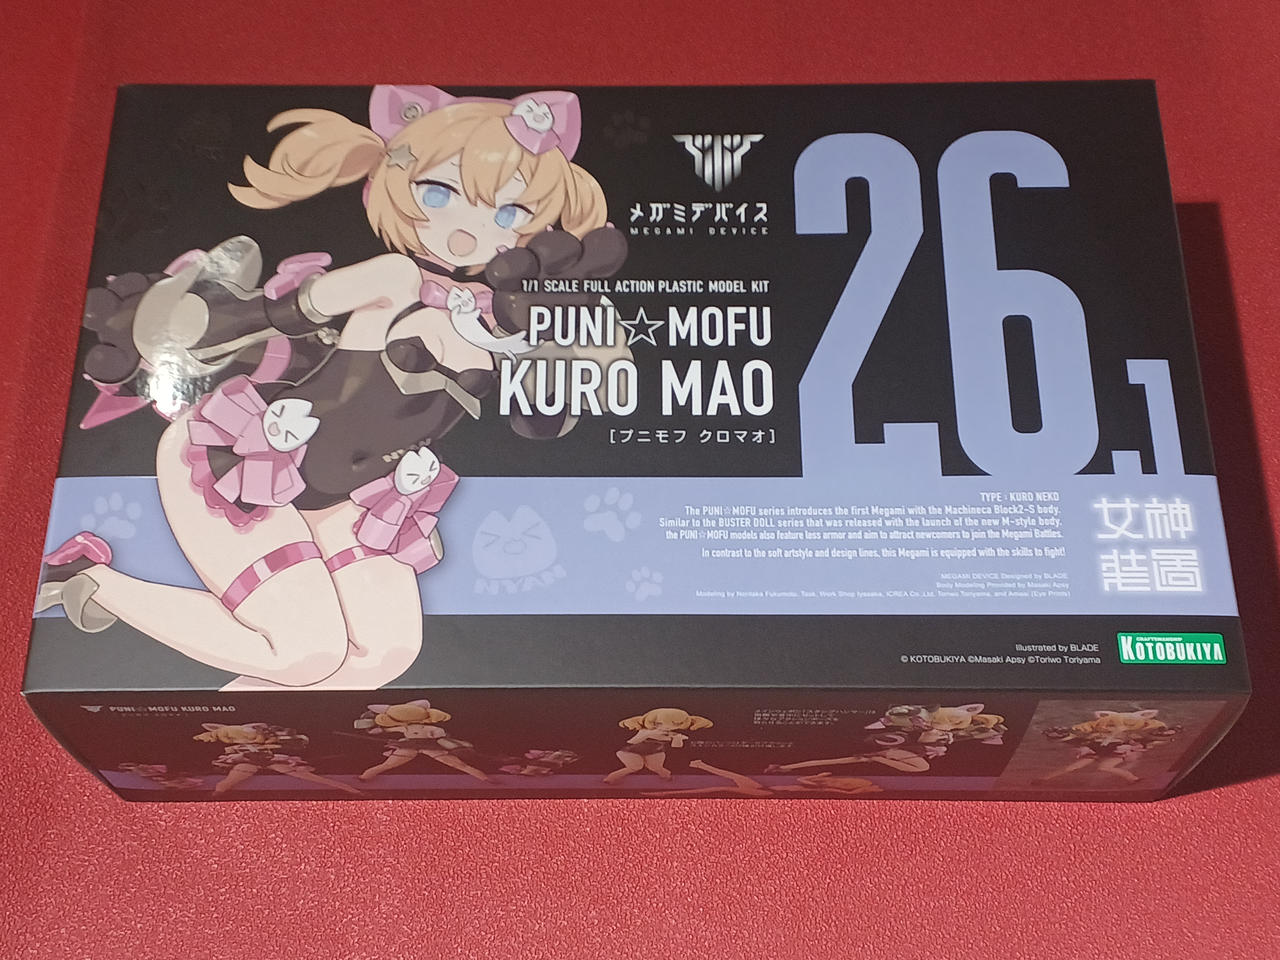 メガミデバイス
MEGAMI DEVICE
26.1
1/1 SCALE FULL ACTION PLASTIC MODEL KIT
PUNI☆MOFU
KURO MAO
[プニモフ クロマオ]
NIYAN
TYPE : KURO NEKO
The PUNI☆MOFU series introduces the first Megami with the Machineca Block2-S body.
Similar to the BUSTER DOLL series that was released with the launch of the new M-style body.
the PUNI☆MOFU models also feature less armor and aim to attract newcomers to join the Megami Battles.
In contrast to the soft artstyle and design lines, this Megami is equipped with the skills to fight!
女神
装置
NIYAN
MEGAMI DEVICE Designed by BLADE
Body Modeling Provided by Masaki Apsy
Modeling by Noritaka Fukumoto, Task, Work Shop Iyasaka, ICREA Co.,Ltd, Toriwo Toriyama, and Amasi (Eye Prints)
Illustrated by BLADE
© KOTOBUKIYA ©Masaki Apsy ©Toriwo Toriyama
CRAFTSMANSHIP
KOTOBUKIYA
PUNI☆MOFU KURO MAO